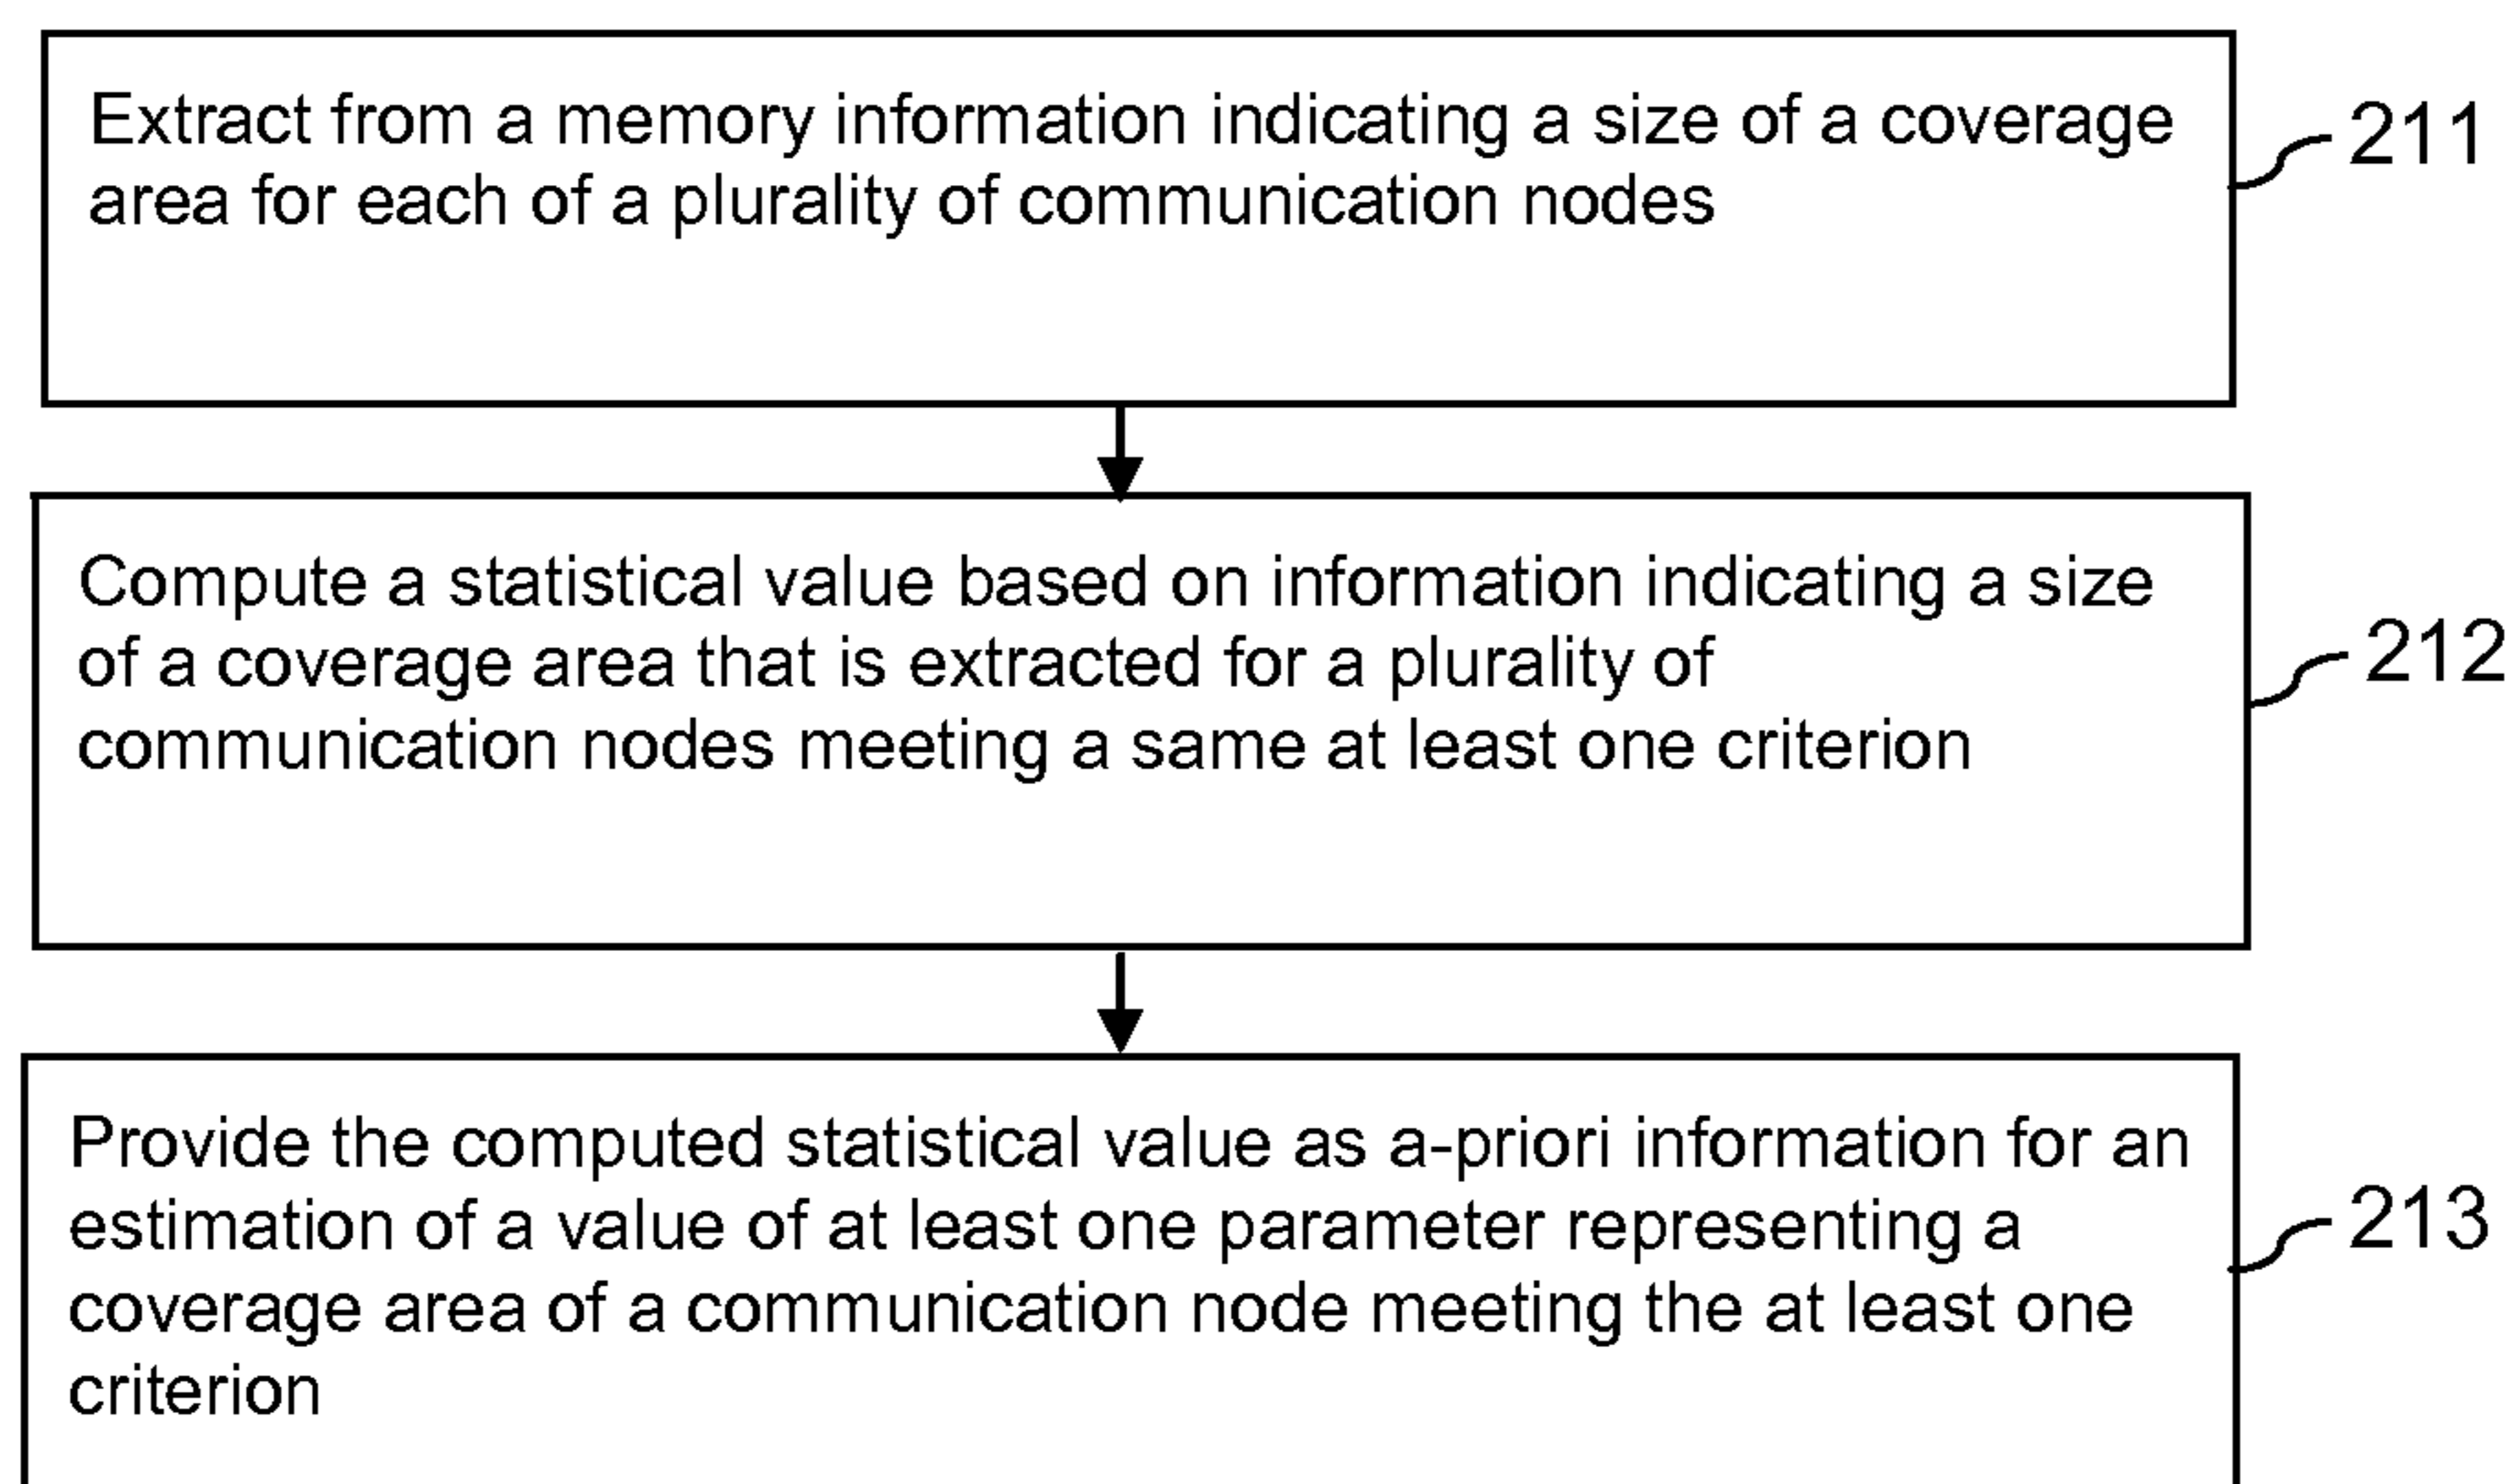 Extract from a memory information indicating a size of a coverage
area for each of a plurality of communication nodes
211
Compute a statistical value based on information indicating a size
of a coverage area that is extracted for a plurality of
communication nodes meeting a same at least one criterion
212
Provide the computed statistical value as a-priori information for an
estimation of a value of at least one parameter representing a
coverage area of a communication node meeting the at least one
criterion
213